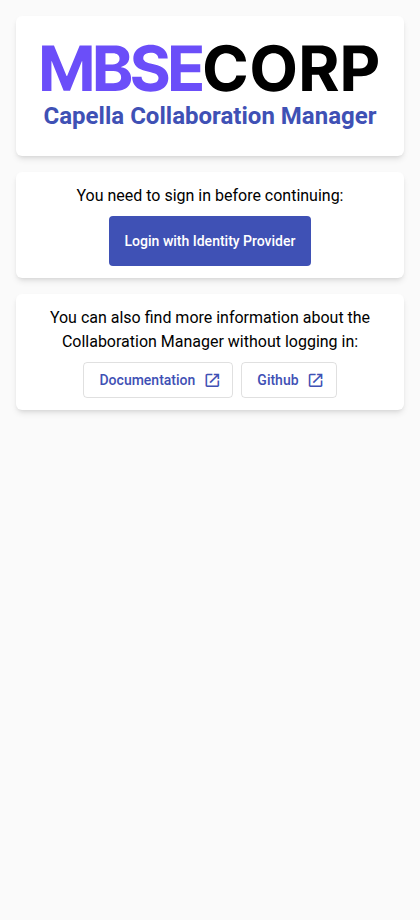 MBSECORP
Capella Collaboration Manager
You need to sign in before continuing:
Login with Identity Provider
You can also find more information about the
Collaboration Manager without logging in:
Documentation
Github